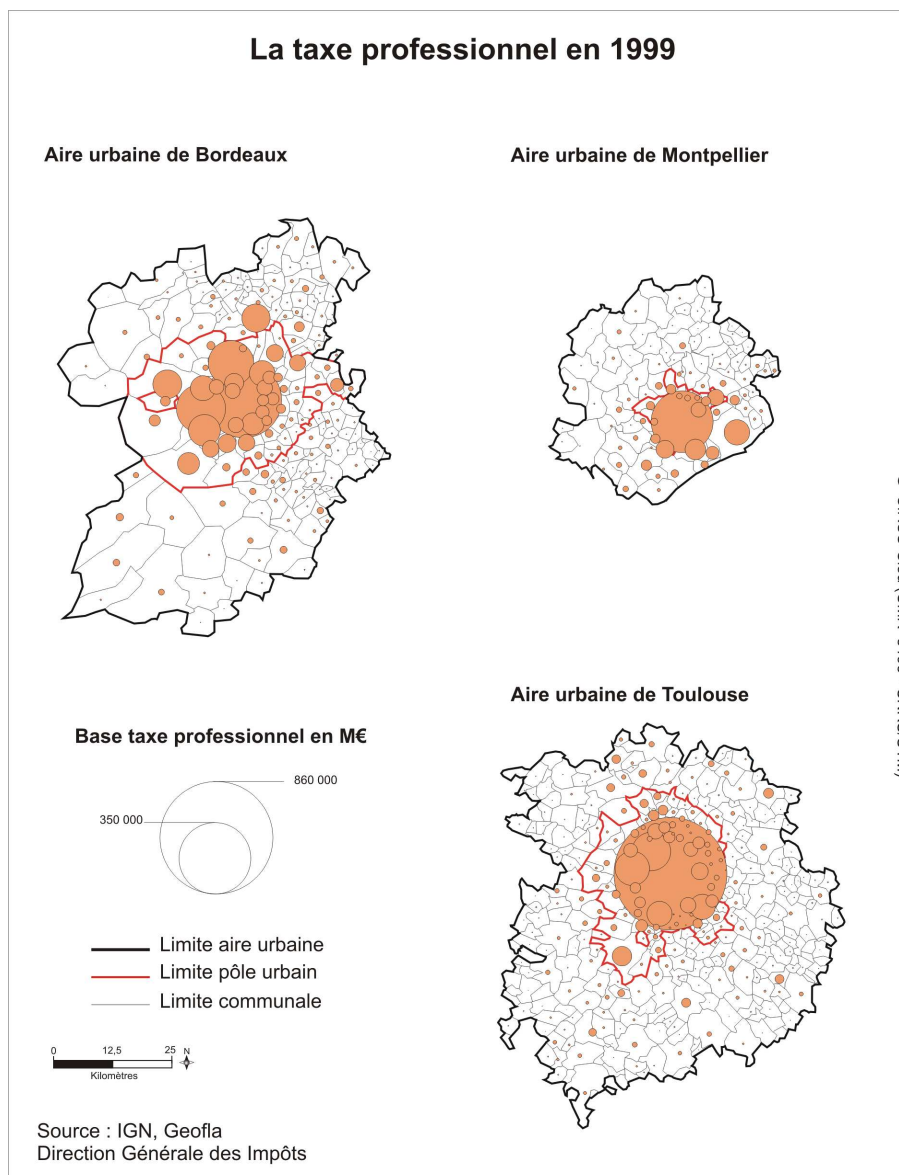 La taxe professionnel en 1999
Aire urbaine de Bordeaux
Aire urbaine de Montpellier
Aire urbaine de Toulouse
Base taxe professionnel en M€
860 000
350 000
Limite aire urbaine
Limite pôle urbain
Limite communale
0 12,5 25 N
Kilomètres
Source : IGN, Geofla
Direction Générale des Impôts